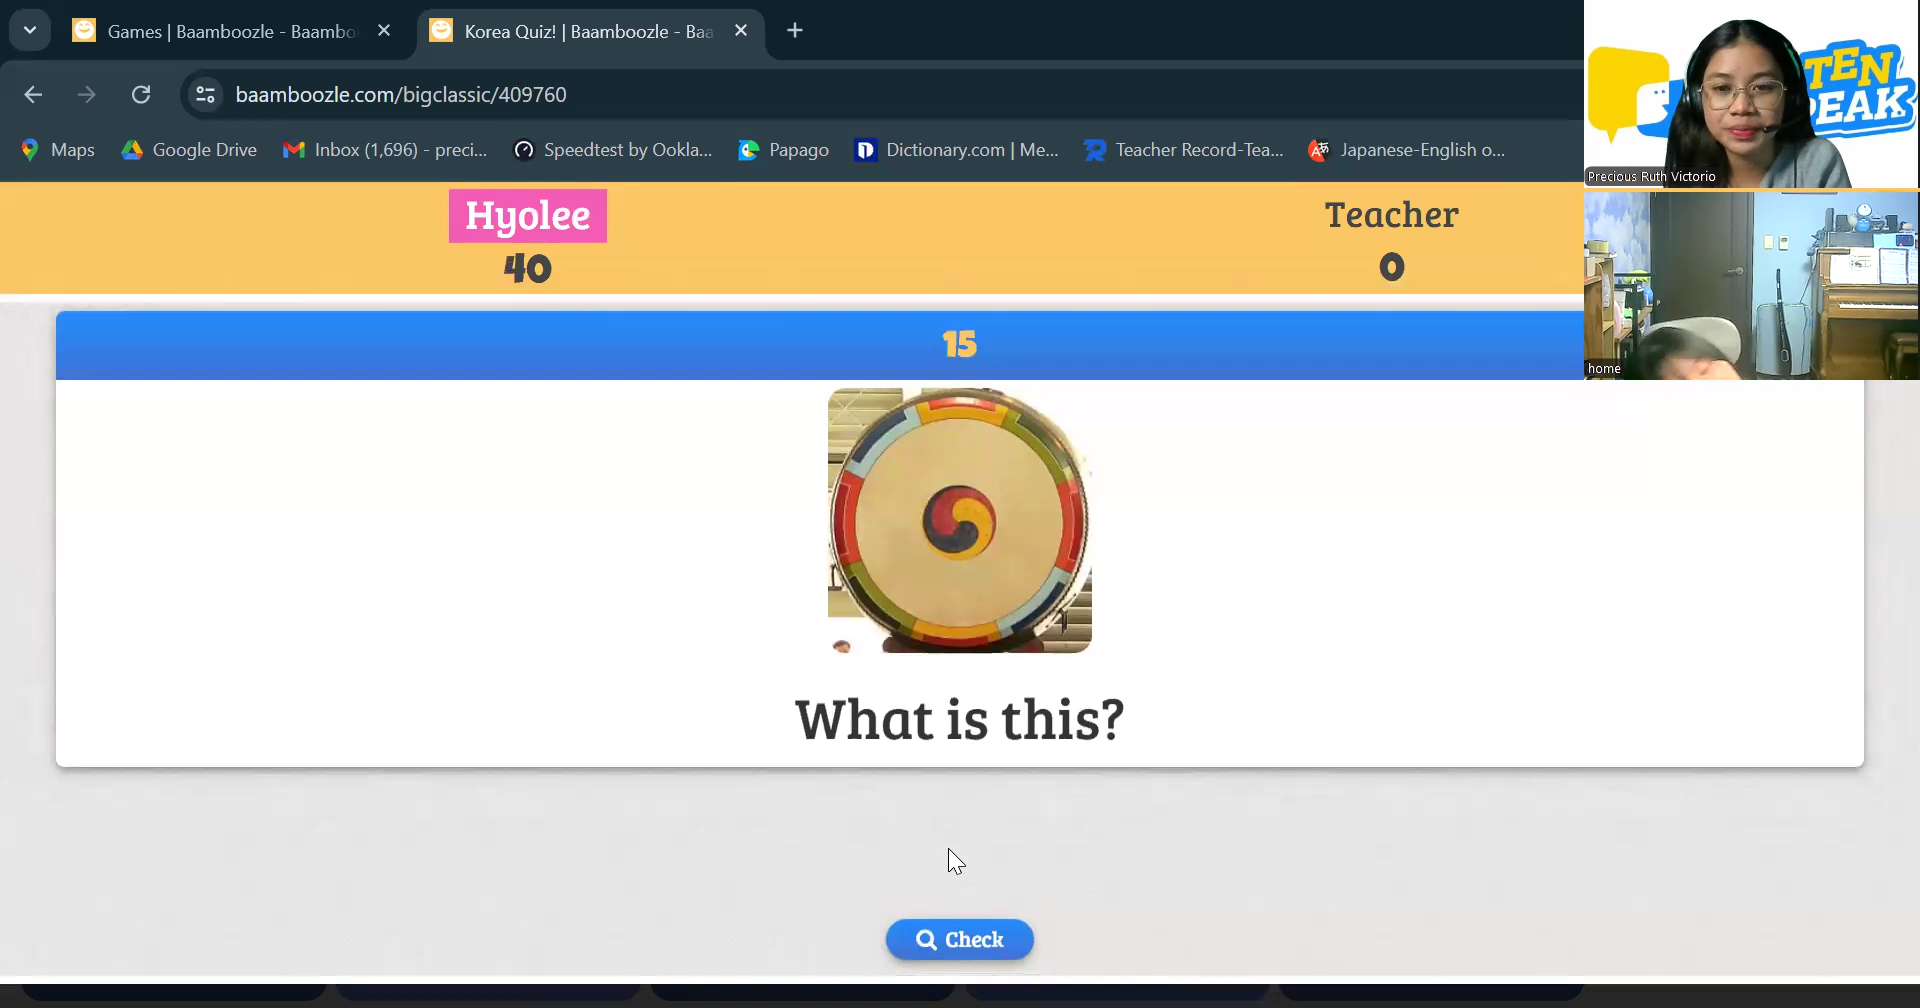 Games | Baamboozle - Baambo
Korea Quiz! | Baamboozle - Baa
baamboozle.com/bigclassic/409760
Maps
Google Drive
Inbox (1,696) - preci...
Speedtest by Ookla...
Papago
Dictionary.com | Me...
Teacher Record-Tea...
Japanese-English o...
TEN
PEAK
Precious Ruth Victorio
home
Hyolee
40
Teacher
0
15
What is this?
Check